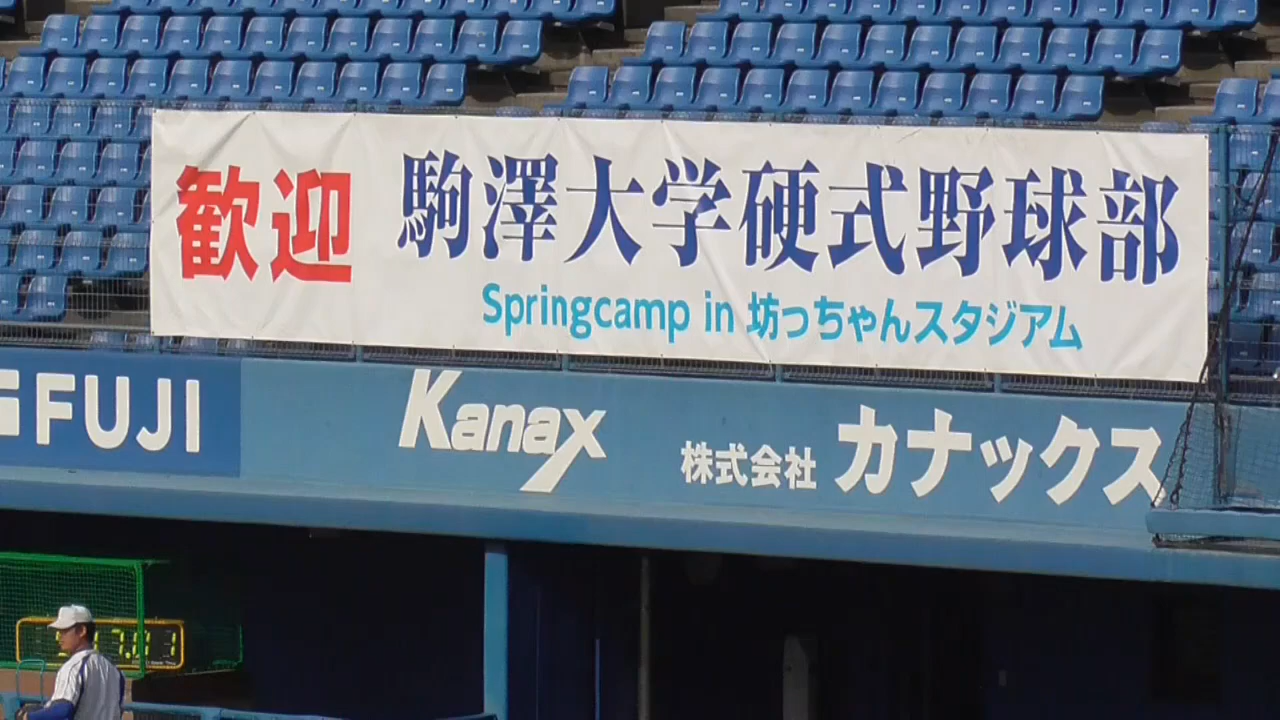 歓迎 駒澤大学硬式野球部
Springcamp in 坊っちゃんスタジアム
FUJI
Kanax 株式会社 カナックス